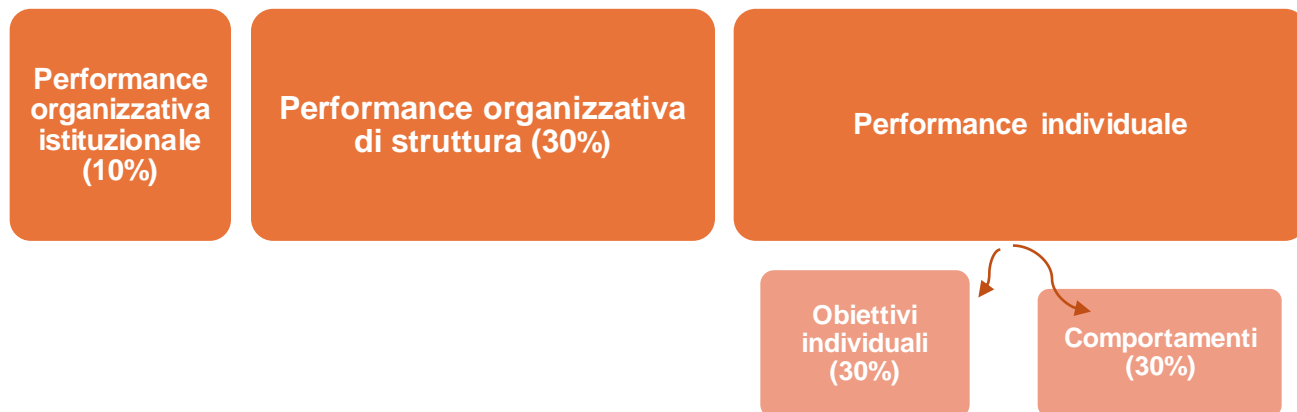 Performance
organizzativa
istituzionale
(10%)
Performance organizzativa
di struttura (30%)
Performance individuale
Obiettivi
individuali
(30%)
Comportamenti
(30%)